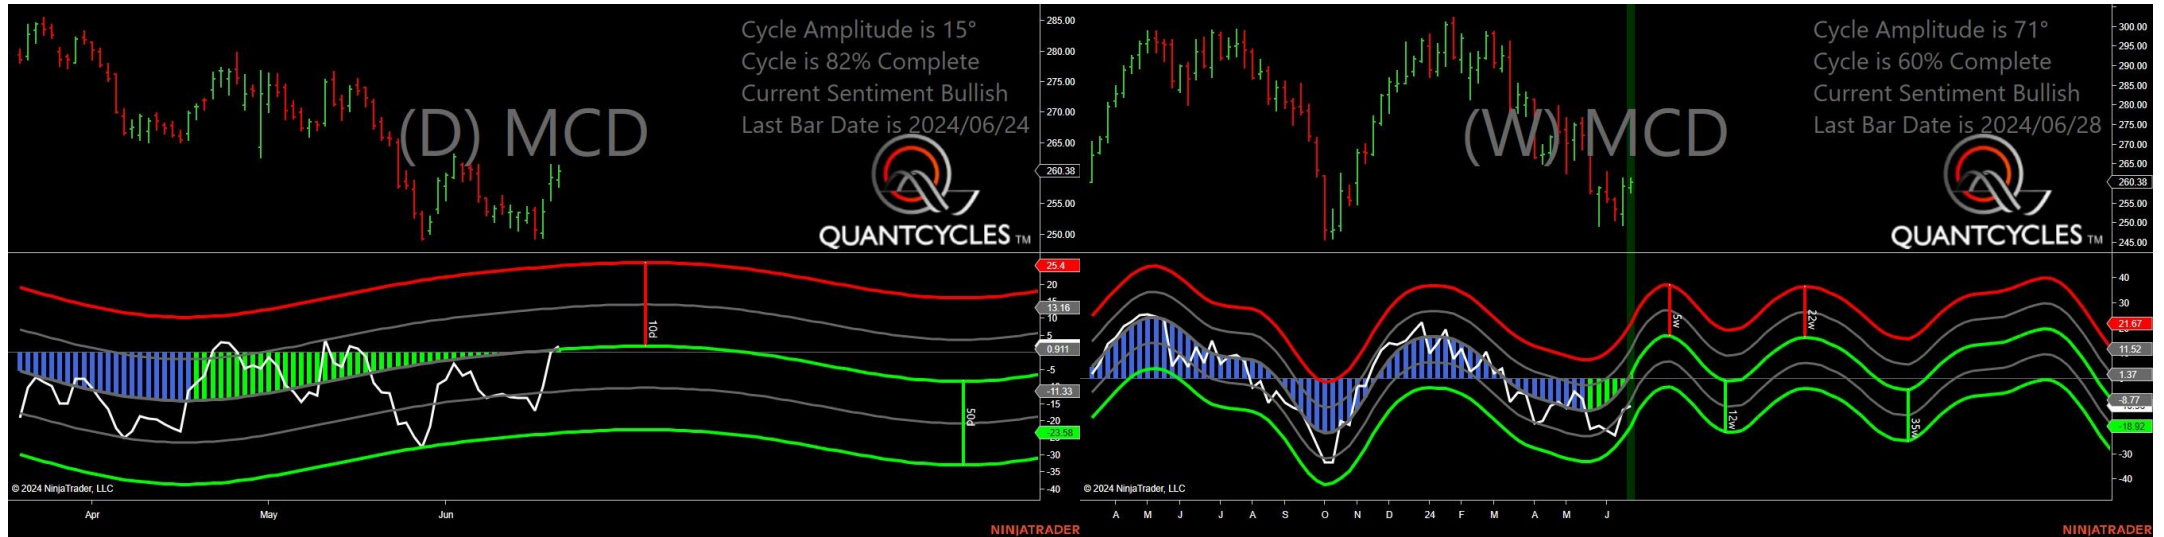 Cycle Amplitude is 15°
Cycle is 82% Complete
Current Sentiment Bullish
Last Bar Date is 2024/06/24
(D) MCD
QUANTCYCLES TM
285.00
280.00
275.00
270.00
265.00
260.38
255.00
250.00
25.4
20
13.16
10
5
0.911
-5
-11.33
-15
-20
-23.58
-30
-35
-40
10d
50d
© 2024 NinjaTrader, LLC
Apr May Jun
NINJATRADER
Cycle Amplitude is 71°
Cycle is 60% Complete
Current Sentiment Bullish
Last Bar Date is 2024/06/28
(W) MCD
QUANTCYCLES TM
300.00
295.00
290.00
285.00
280.00
275.00
270.00
265.00
260.38
255.00
250.00
245.00
40
30
21.67
11.52
1.37
-8.77
-18.92
-30
-40
5w
22w
12w
35w
© 2024 NinjaTrader, LLC
A M J J A S O N D 24 F M A M J
NINJATRADER